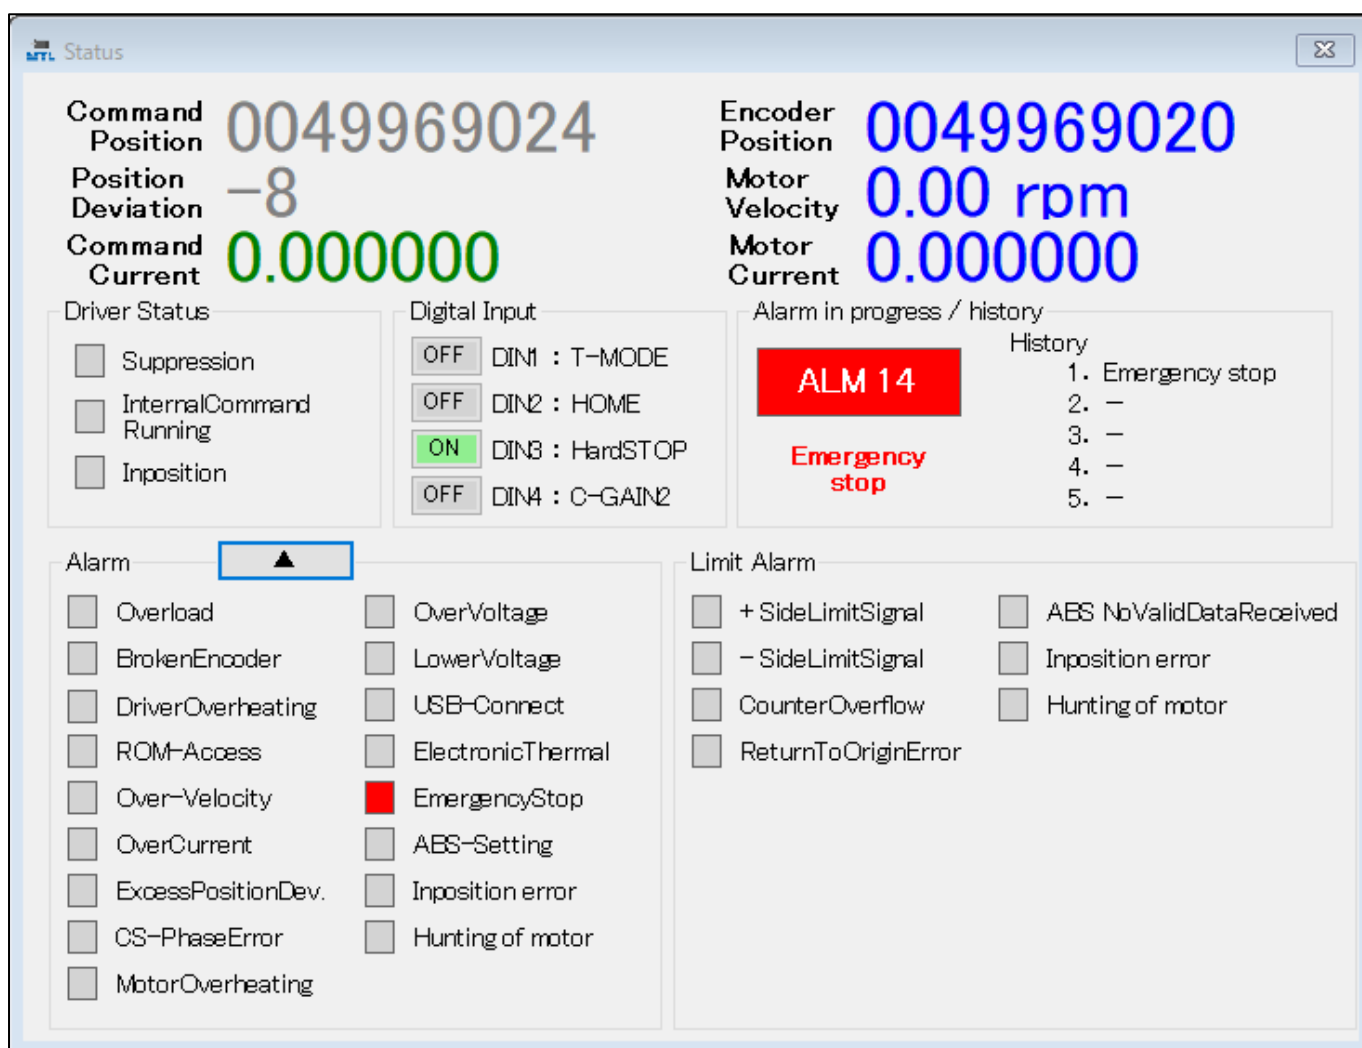 MTL Status
Command Position 0049969024
Encoder Position 0049969020
Position Deviation -8
Motor Velocity 0.00 rpm
Command Current 0.000000
Motor Current 0.000000
Driver Status
Suppression
InternalCommand
Running
Inposition
Digital Input
OFF DIN1 : T-MODE
OFF DIN2 : HOME
ON DIN3 : HardSTOP
OFF DIN4 : C-GAIN2
Alarm in progress / history
ALM 14
Emergency
stop
History
1. Emergency stop
2. -
3. -
4. -
5. -
Alarm ▲
Overload
BrokenEncoder
DriverOverheating
ROM-Access
Over-Velocity
OverCurrent
ExcessPositionDev.
CS-PhaseError
MotorOverheating
OverVoltage
LowerVoltage
USB-Connect
ElectronicThermal
EmergencyStop
ABS-Setting
Inposition error
Hunting of motor
Limit Alarm
+ SideLimitSignal
- SideLimitSignal
CounterOverflow
ReturnToOriginError
ABS NoValidDataReceived
Inposition error
Hunting of motor